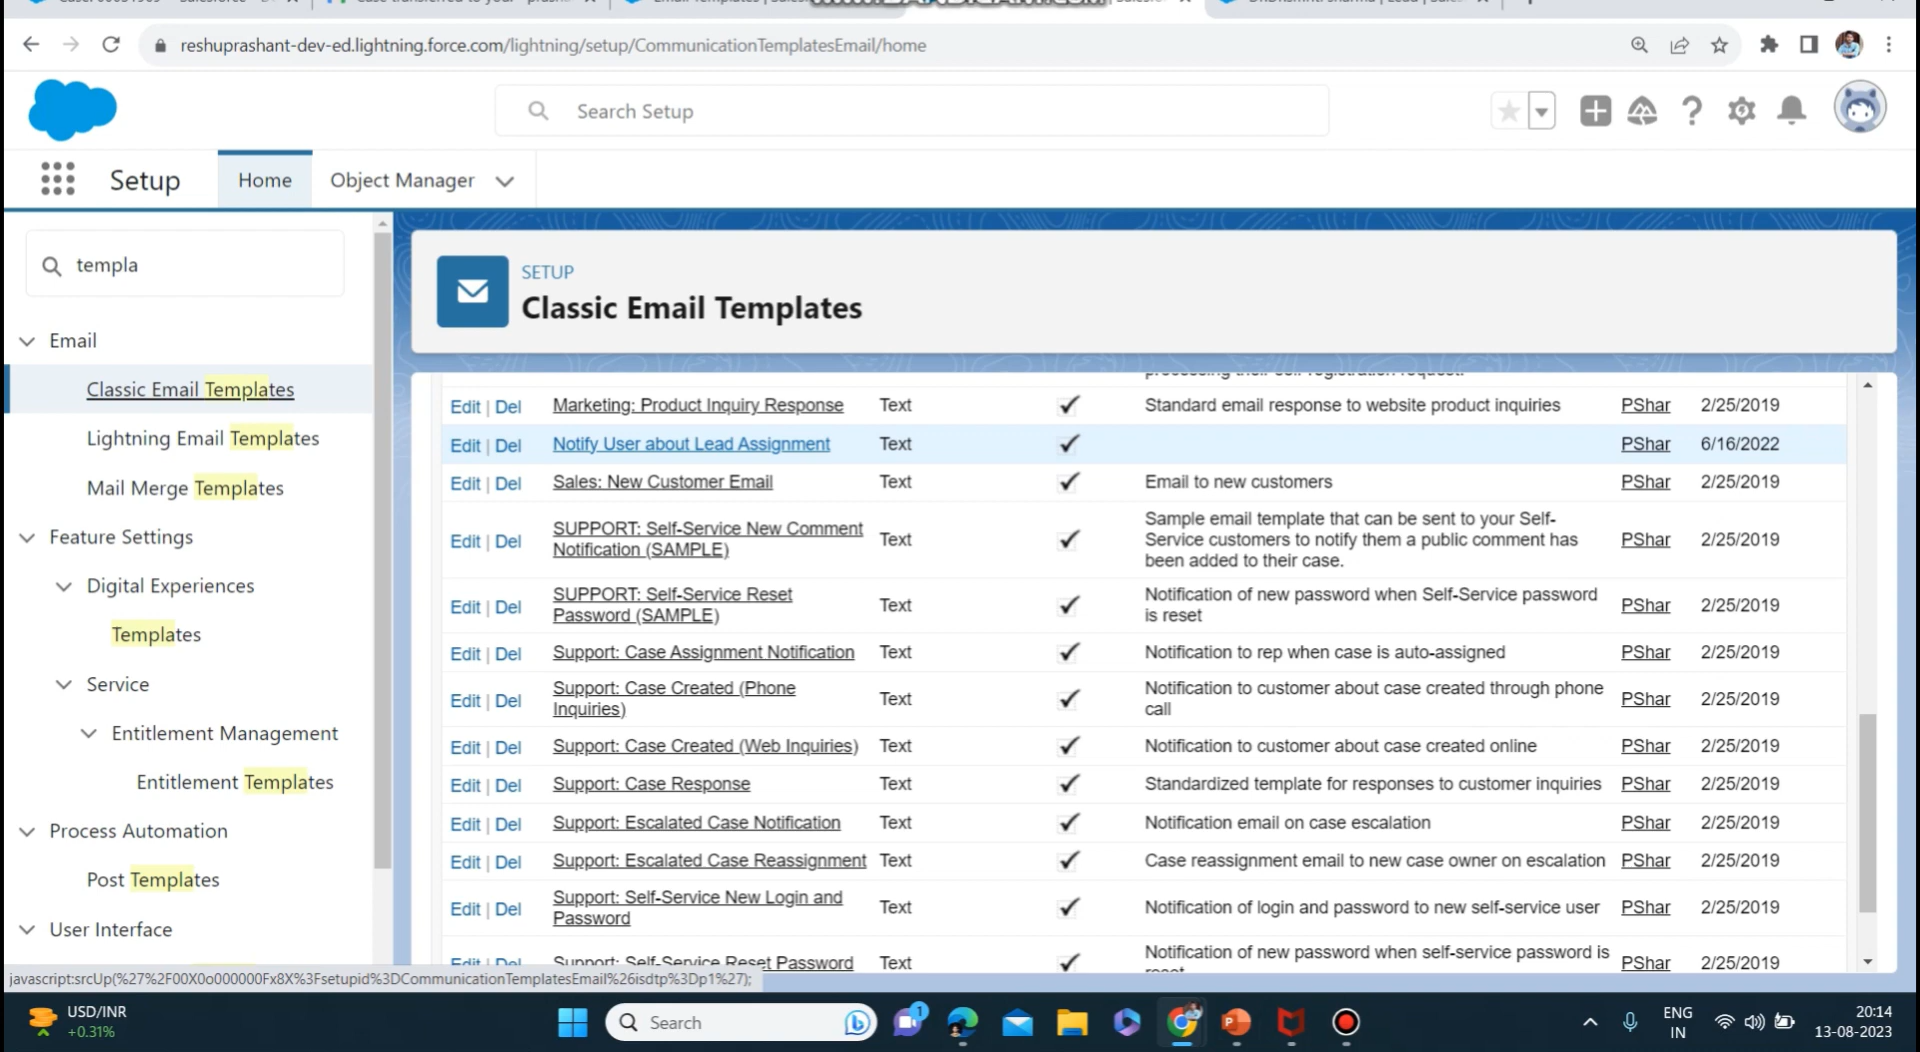 reshuprashant-dev-ed.lightning.force.com/lightning/setup/CommunicationTemplatesEmail/home
Search Setup
Setup
Home
Object Manager
templa
Email
Classic Email Templates
Lightning Email Templates
Mail Merge Templates
Feature Settings
Digital Experiences
Templates
Service
Entitlement Management
Entitlement Templates
Process Automation
Post Templates
User Interface
SETUP
Classic Email Templates
processing their self-registration request.
Edit | Del Marketing: Product Inquiry Response Text Standard email response to website product inquiries PShar 2/25/2019
Edit | Del Notify User about Lead Assignment Text PShar 6/16/2022
Edit | Del Sales: New Customer Email Text Email to new customers PShar 2/25/2019
Edit | Del SUPPORT: Self-Service New Comment Notification (SAMPLE) Text Sample email template that can be sent to your Self-
Service customers to notify them a public comment has
been added to their case. PShar 2/25/2019
Edit | Del SUPPORT: Self-Service Reset
Password (SAMPLE) Text Notification of new password when Self-Service password
is reset PShar 2/25/2019
Edit | Del Support: Case Assignment Notification Text Notification to rep when case is auto-assigned PShar 2/25/2019
Edit | Del Support: Case Created (Phone
Inquiries) Text Notification to customer about case created through phone
call PShar 2/25/2019
Edit | Del Support: Case Created (Web Inquiries) Text Notification to customer about case created online PShar 2/25/2019
Edit | Del Support: Case Response Text Standardized template for responses to customer inquiries PShar 2/25/2019
Edit | Del Support: Escalated Case Notification Text Notification email on case escalation PShar 2/25/2019
Edit | Del Support: Escalated Case Reassignment Text Case reassignment email to new case owner on escalation PShar 2/25/2019
Edit | Del Support: Self-Service New Login and
Password Text Notification of login and password to new self-service user PShar 2/25/2019
Edit | Del Support: Self-Service Reset Password Text Notification of new password when self-service password is
reset PShar 2/25/2019
javascript:srcUp(%27%2F00X0o000000Fx8X%3Fsetupid%3DCommunicationTemplatesEmail%26isdtp%3Dp1%27);
USD/INR
+0.31%
Search
1
ENG
IN
20:14
13-08-2023